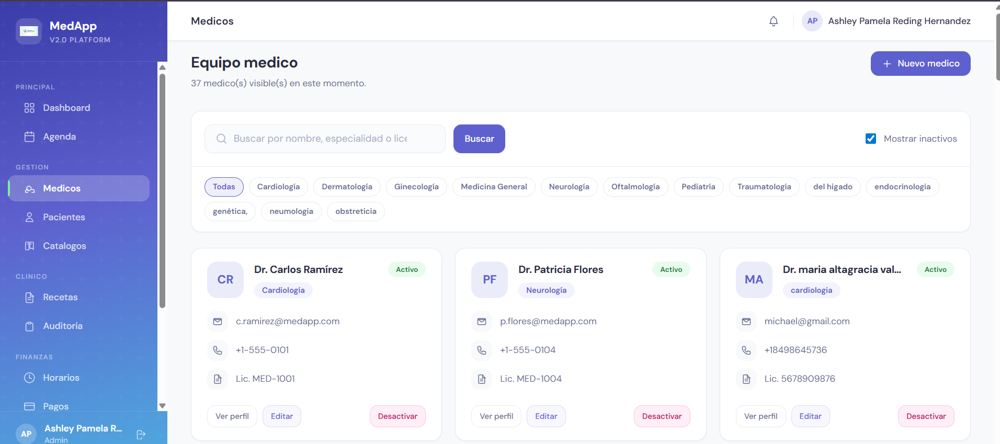 MedApp
V2.0 PLATFORM
PRINCIPAL
Dashboard
Agenda
GESTION
Medicos
Pacientes
Catalogos
CLINICO
Recetas
Auditoria
FINANZAS
Horarios
Pagos
AP
Ashley Pamela R...
Admin
Medicos
AP
Ashley Pamela Reding Hernandez
Equipo medico
37 medico(s) visible(s) en este momento.
+ Nuevo medico
Buscar por nombre, especialidad o lice
Buscar
Mostrar inactivos
Todas
Cardiología
Dermatología
Ginecología
Medicina General
Neurología
Oftalmología
Pediatría
Traumatología
del higado
endocrinologia
genética,
neumologia
obstreticia
CR
Dr. Carlos Ramírez
Activo
Cardiología
c.ramirez@medapp.com
+1-555-0101
Lic. MED-1001
Ver perfil
Editar
Desactivar
PF
Dr. Patricia Flores
Activo
Neurología
p.flores@medapp.com
+1-555-0104
Lic. MED-1004
Ver perfil
Editar
Desactivar
MA
Dr. maria altagracia val...
Activo
cardiologia
michael@gmail.com
+18498645736
Lic. 5678909876
Ver perfil
Editar
Desactivar